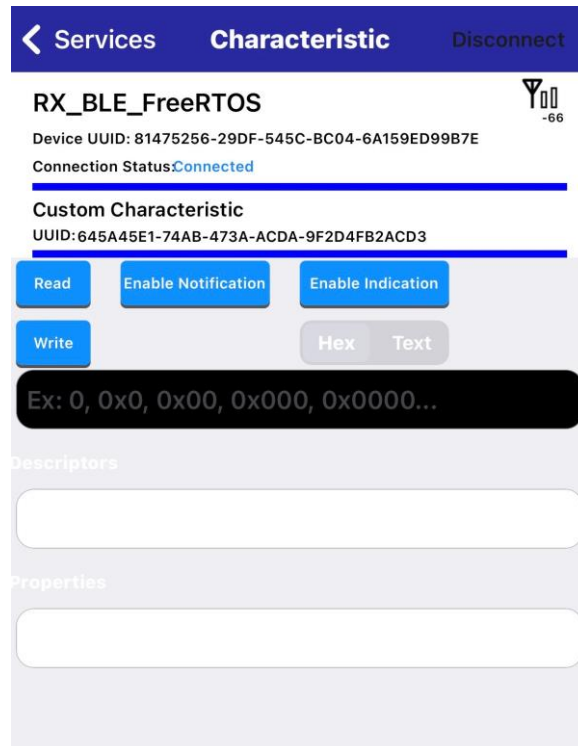 Services Characteristic Disconnect
RX_BLE_FreeRTOS
-66
Device UUID: 81475256-29DF-545C-BC04-6A159ED99B7E
Connection Status:Connected
Custom Characteristic
UUID:645A45E1-74AB-473A-ACDA-9F2D4FB2ACD3
Read Enable Notification Enable Indication
Write Hex Text
Ex: 0, 0x0, 0x00, 0x000, 0x0000...
Descriptors
Properties